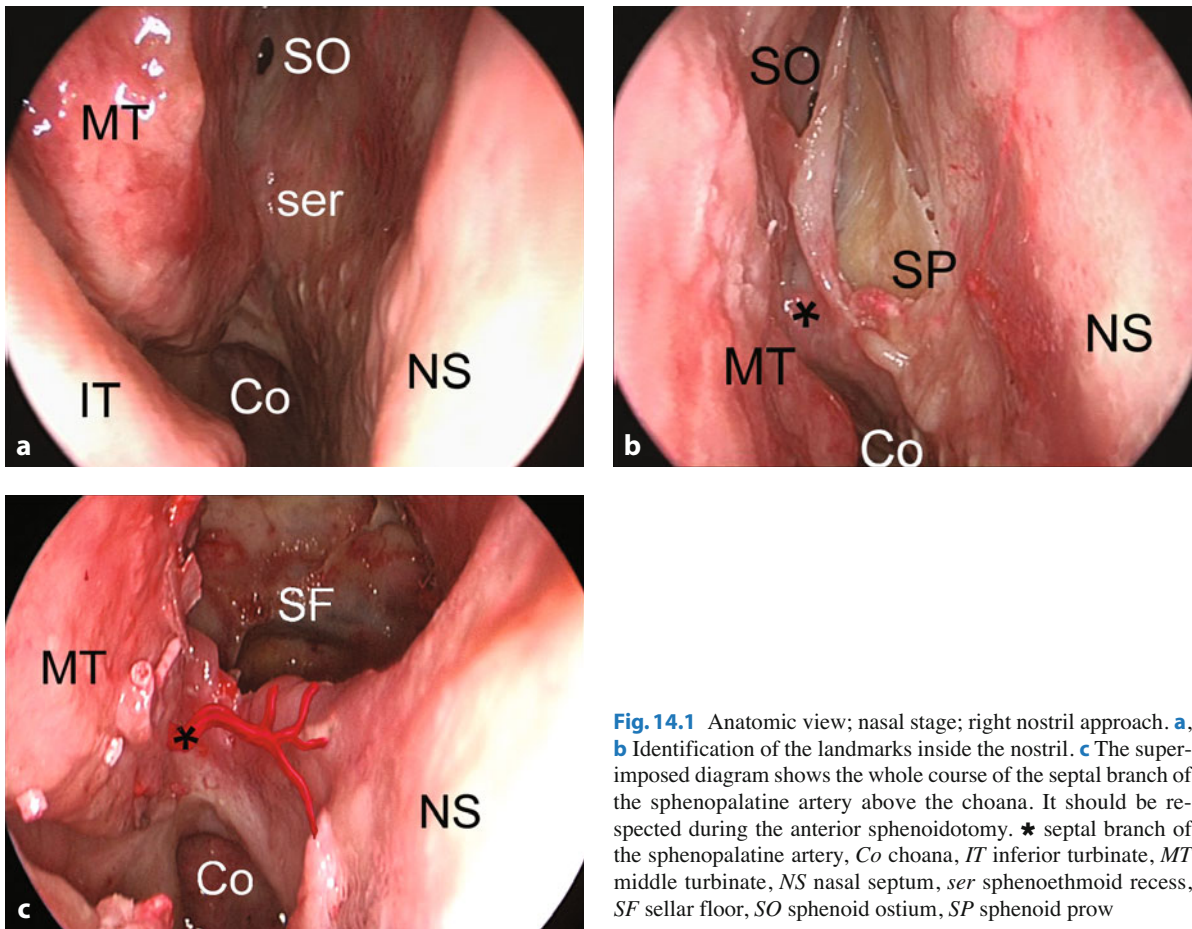 SO
MT
ser
NS
IT
Co
a
SO
SP
*
MT
NS
Co
b
SF
MT
*
NS
Co
c
Fig. 14.1 Anatomic view; nasal stage; right nostril approach. a,
b Identification of the landmarks inside the nostril. c The super-
imposed diagram shows the whole course of the septal branch of
the sphenopalatine artery above the choana. It should be re-
spected during the anterior sphenoidotomy. * septal branch of
the sphenopalatine artery, Co choana, IT inferior turbinate, MT
middle turbinate, NS nasal septum, ser sphenoethmoid recess,
SF sellar floor, SO sphenoid ostium, SP sphenoid prow